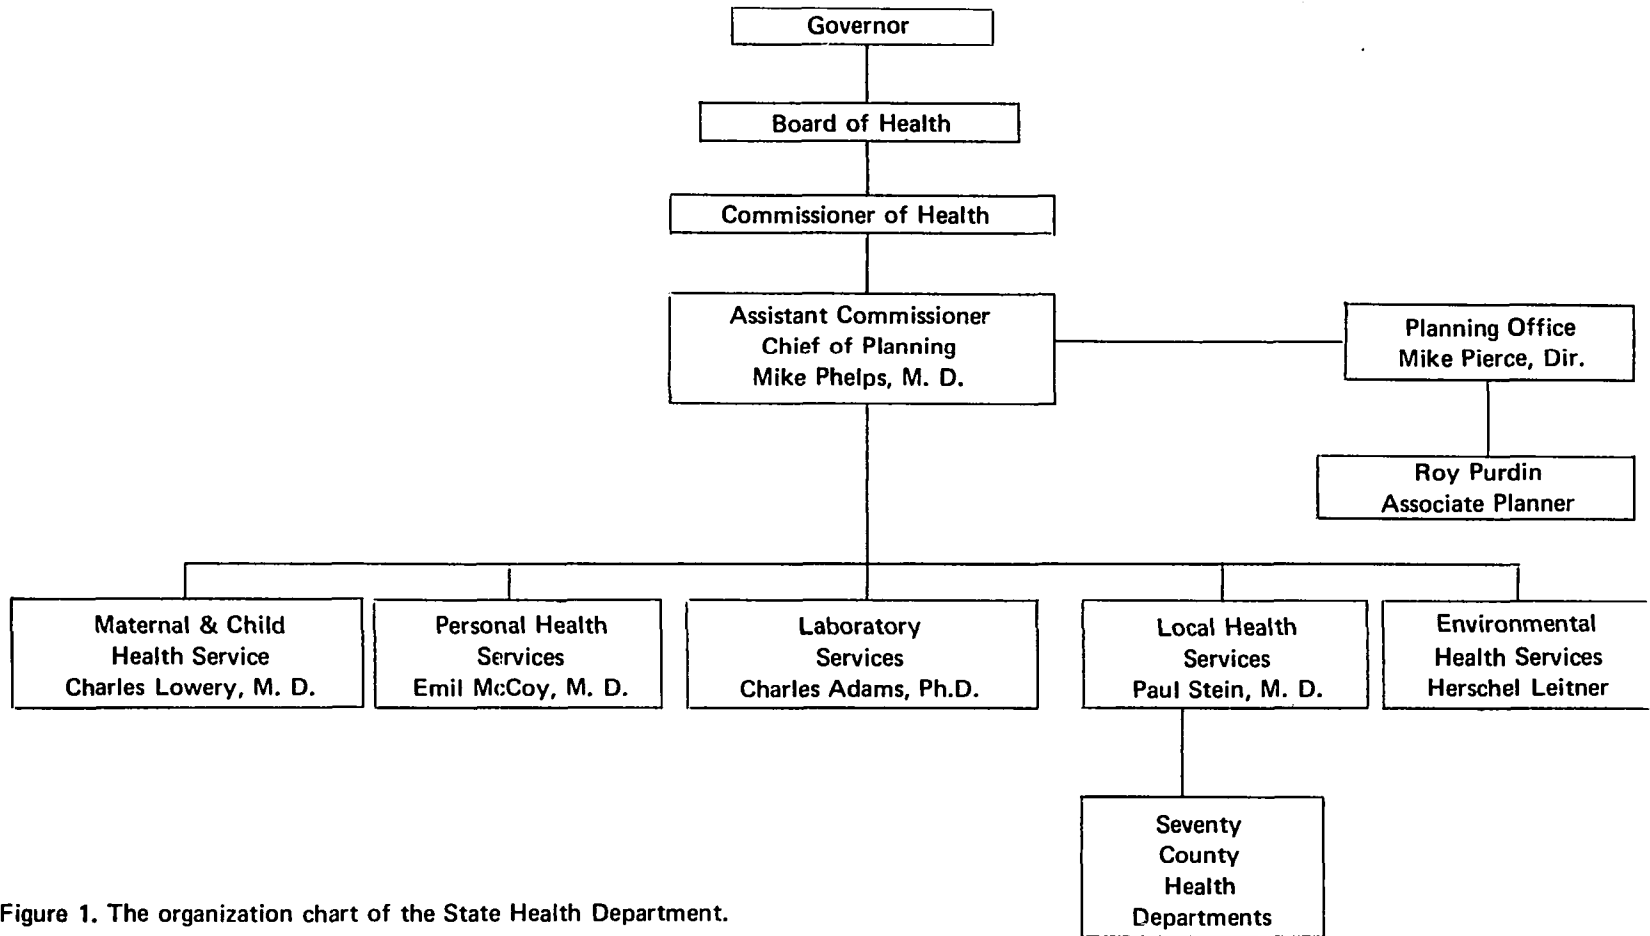 Governor
Board of Health
Commissioner of Health
Assistant Commissioner
Chief of Planning
Mike Phelps, M. D.
Planning Office
Mike Pierce, Dir.
Roy Purdin
Associate Planner
Maternal & Child
Health Service
Charles Lowery, M. D.
Personal Health
Services
Emil McCoy, M. D.
Laboratory
Services
Charles Adams, Ph.D.
Local Health
Services
Paul Stein, M. D.
Environmental
Health Services
Herschel Leitner
Seventy
County
Health
Departments
Figure 1. The organization chart of the State Health Department.